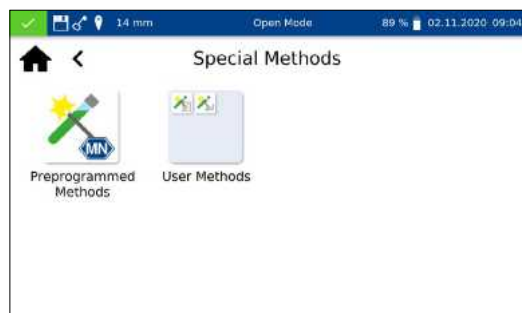 14 mm Open Mode 89 % 02.11.2020 09:04
Special Methods
MN
Preprogrammed User Methods
Methods